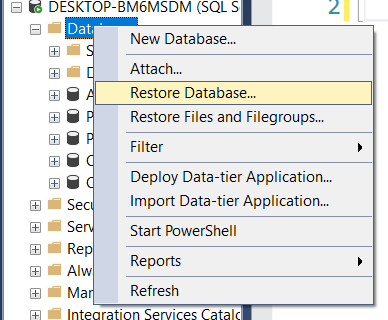 DESKTOP-BM6MSDM (SQL S
2
Data
New Database...
S
Attach...
D
Restore Database...
A
Restore Files and Filegroups...
P
P
Filter
C
Deploy Data-tier Application...
C
Import Data-tier Application...
Secu
Start PowerShell
Serv
Rep
Reports
Alw
Refresh
Man
Integration Services Catalo